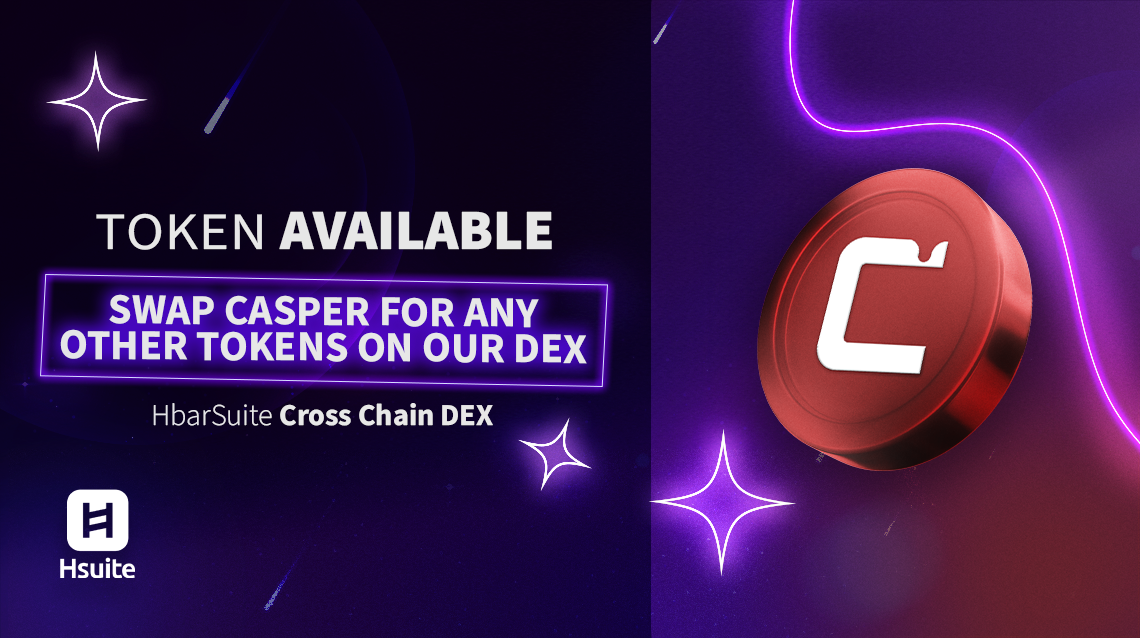 TOKEN AVAILABLE
SWAP CASPER FOR ANY
OTHER TOKENS ON OUR DEX
HbarSuite Cross Chain DEX
Hsuite